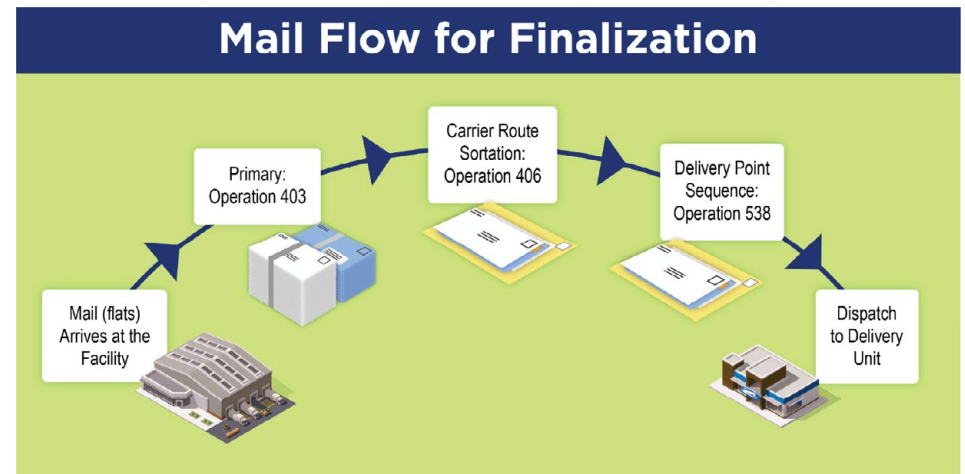 Mail Flow for Finalization
Mail (flats)
Arrives at the
Facility
Primary:
Operation 403
Carrier Route
Sortation:
Operation 406
Delivery Point
Sequence:
Operation 538
Dispatch
to Delivery
Unit